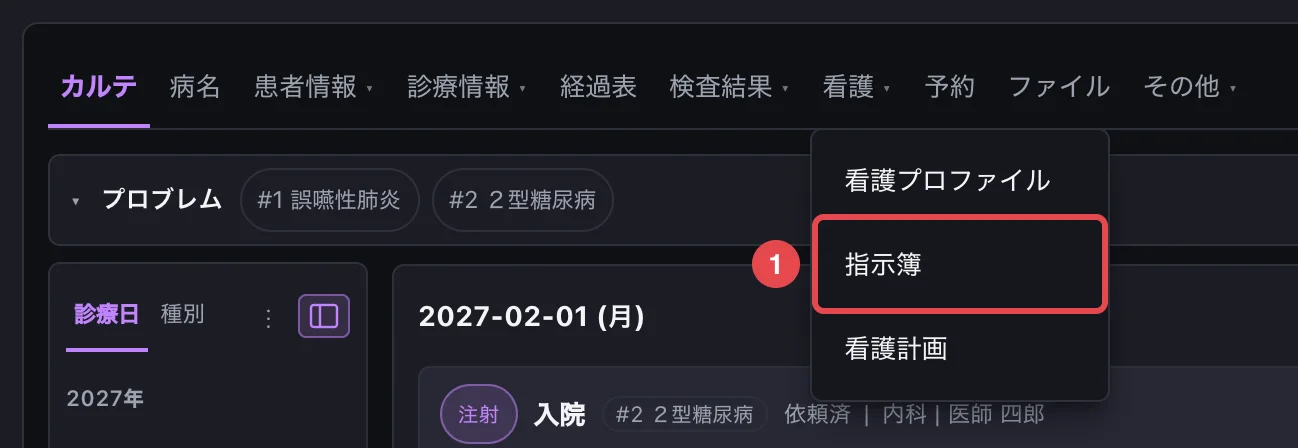 カルテ 病名 患者情報 ▾ 診療情報 ▾ 経過表 検査結果 ▾ 看護 ▾ 予約 ファイル その他 ▾
看護プロファイル
▾ プロブレム #1 誤嚥性肺炎 #2 ２型糖尿病
1 指示簿
診療日 種別 ⋮
2027-02-01 (月)
看護計画
2027年
注射 入院 #2 ２型糖尿病 依頼済 | 内科 | 医師 四郎